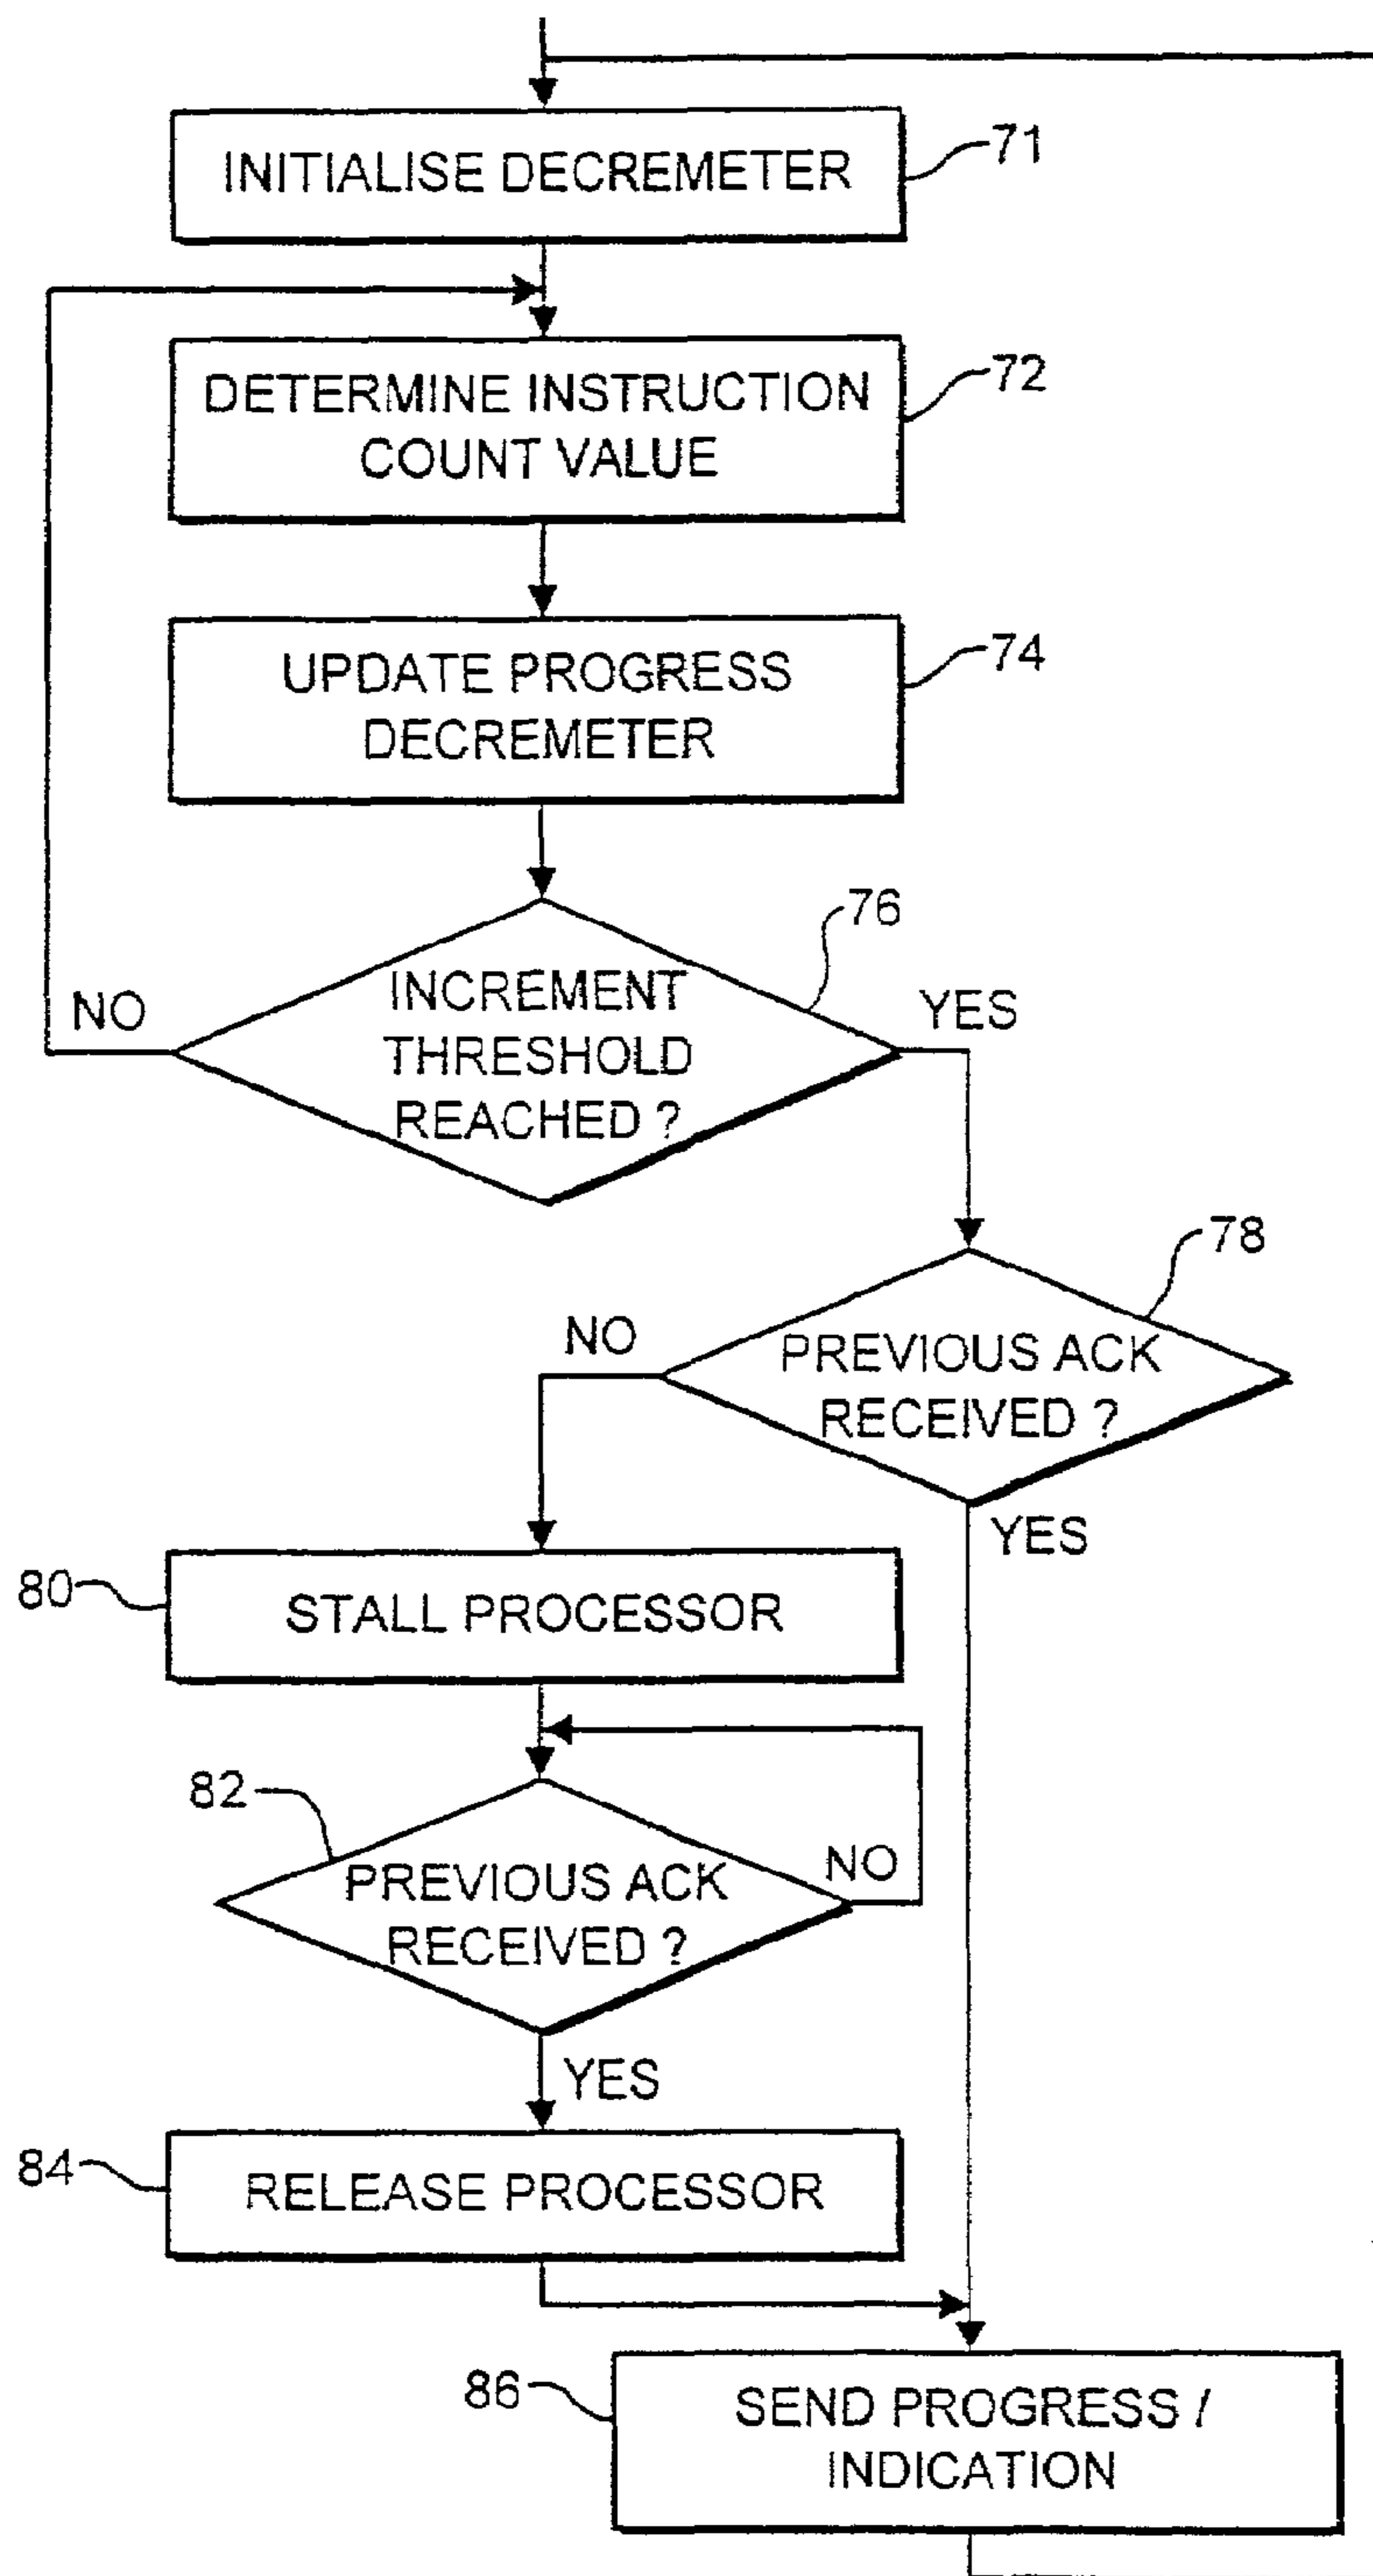 INITIALISE DECREMETER
71
DETERMINE INSTRUCTION
COUNT VALUE
72
UPDATE PROGRESS
DECREMETER
74
76
INCREMENT
THRESHOLD
REACHED ?
NO
YES
78
PREVIOUS ACK
RECEIVED ?
NO
YES
80
STALL PROCESSOR
82
PREVIOUS ACK
RECEIVED ?
NO
YES
84
RELEASE PROCESSOR
86
SEND PROGRESS /
INDICATION